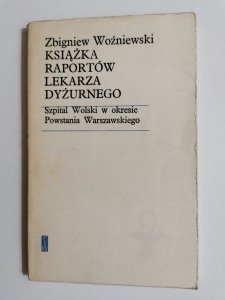 Zbigniew Woźniewski
KSIĄŻKA
RAPORTÓW
LEKARZA
DYŻURNEGO
Szpital Wolski w okresie
Powstania Warszawskiego